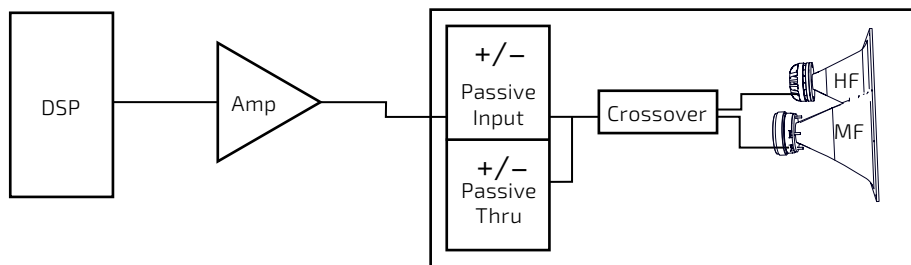 DSP
Amp
+/−
Passive
Input
+/−
Passive
Thru
Crossover
HF
MF